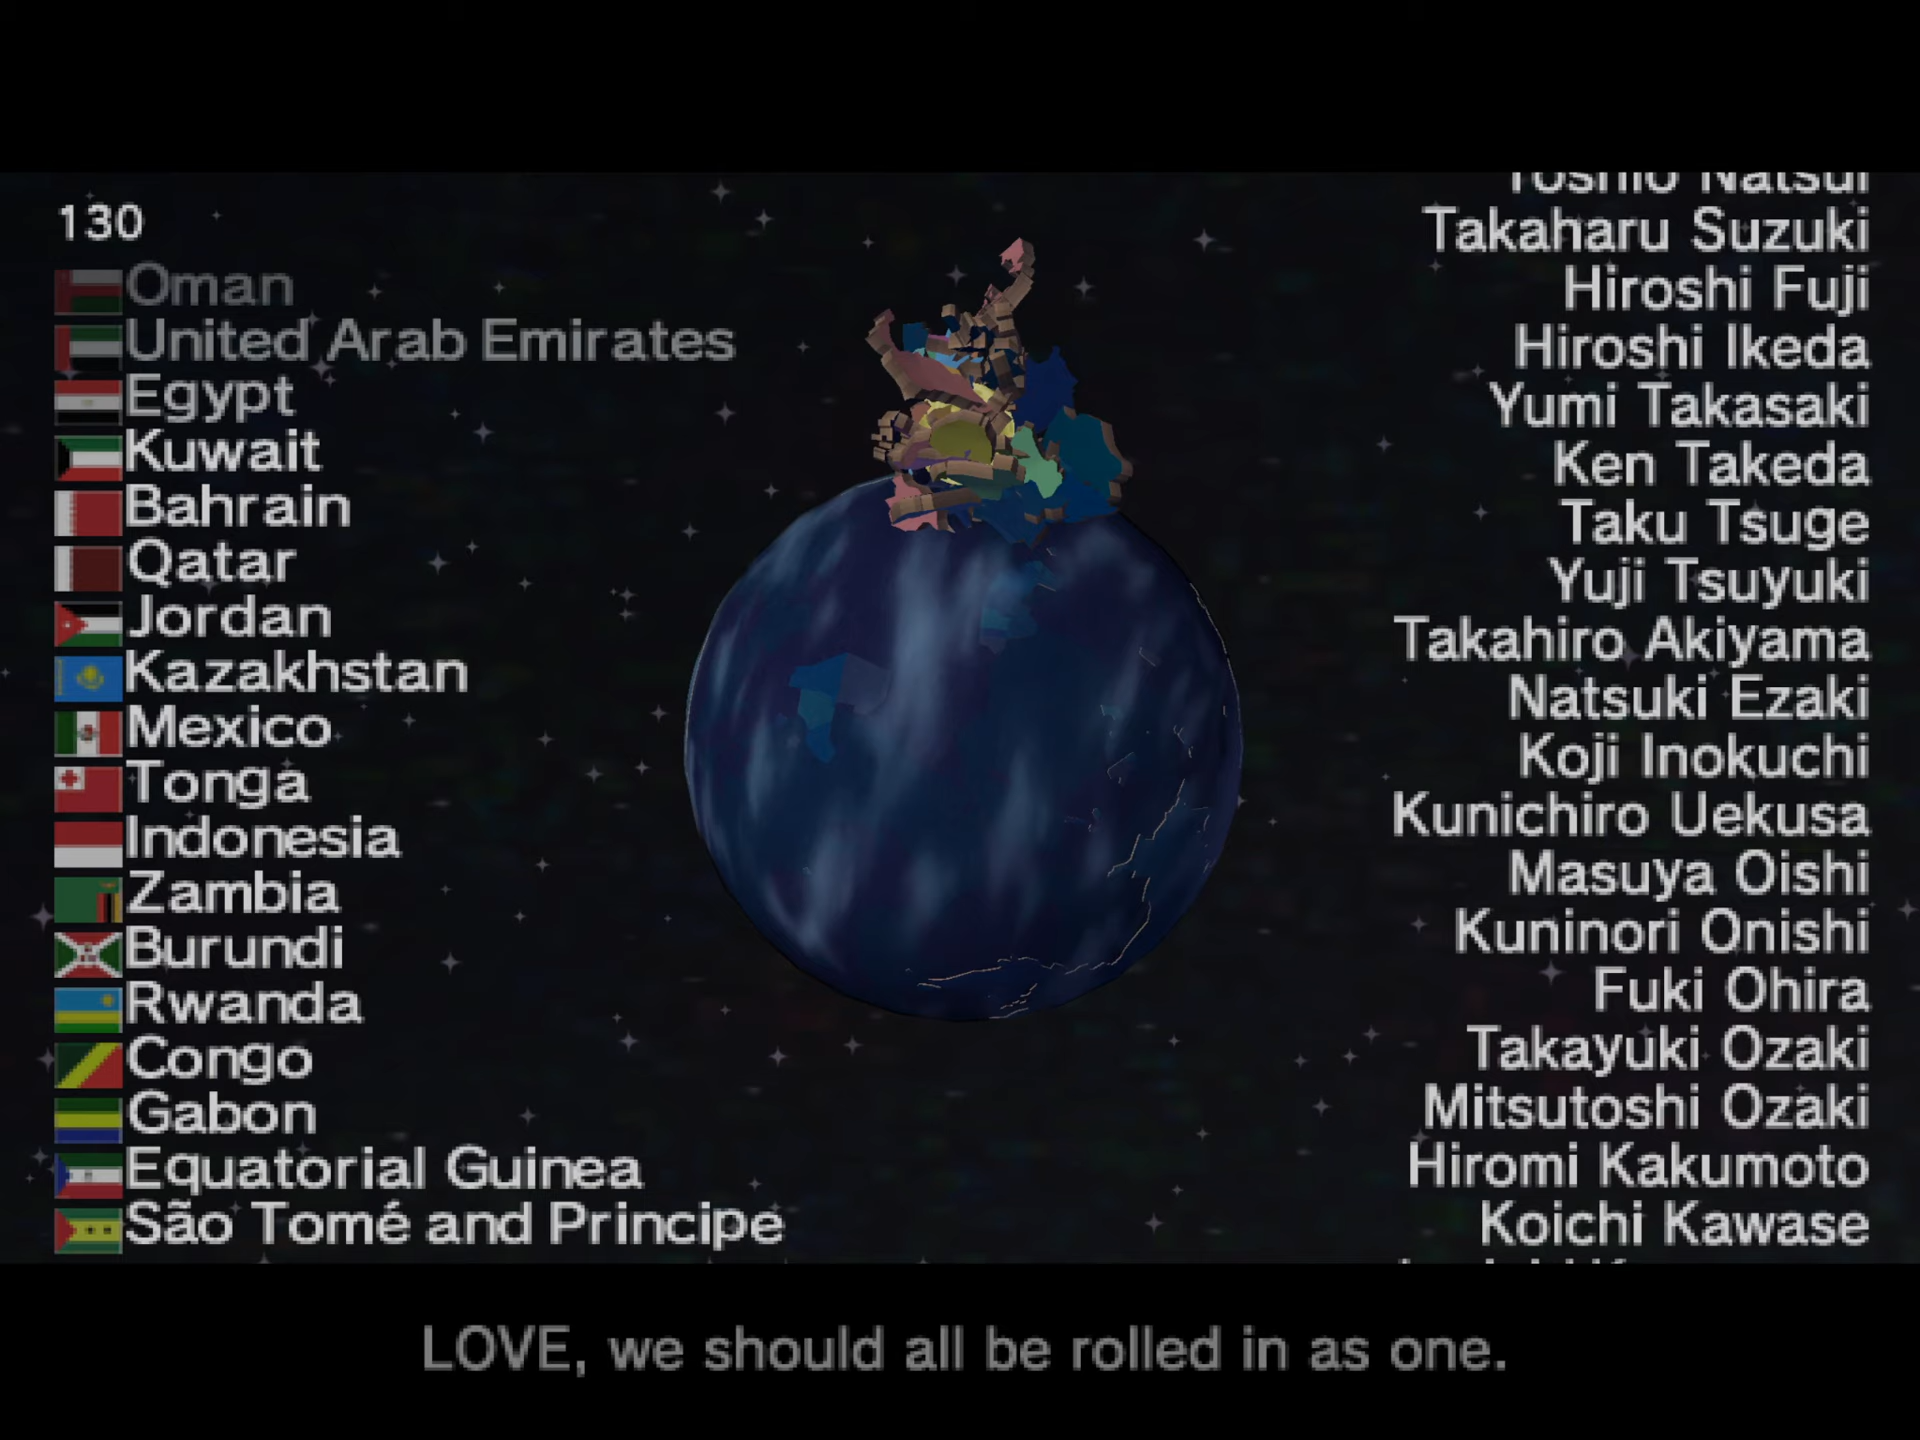 130
Oman
United Arab Emirates
Egypt
Kuwait
Bahrain
Qatar
Jordan
Kazakhstan
Mexico
Tonga
Indonesia
Zambia
Burundi
Rwanda
Congo
Gabon
Equatorial Guinea
São Tomé and Principe
Toshio Natsui
Takaharu Suzuki
Hiroshi Fuji
Hiroshi Ikeda
Yumi Takasaki
Ken Takeda
Taku Tsuge
Yuji Tsuyuki
Takahiro Akiyama
Natsuki Ezaki
Koji Inokuchi
Kunichiro Uekusa
Masuya Oishi
Kuninori Onishi
Fuki Ohira
Takayuki Ozaki
Mitsutoshi Ozaki
Hiromi Kakumoto
Koichi Kawase
LOVE, we should all be rolled in as one.